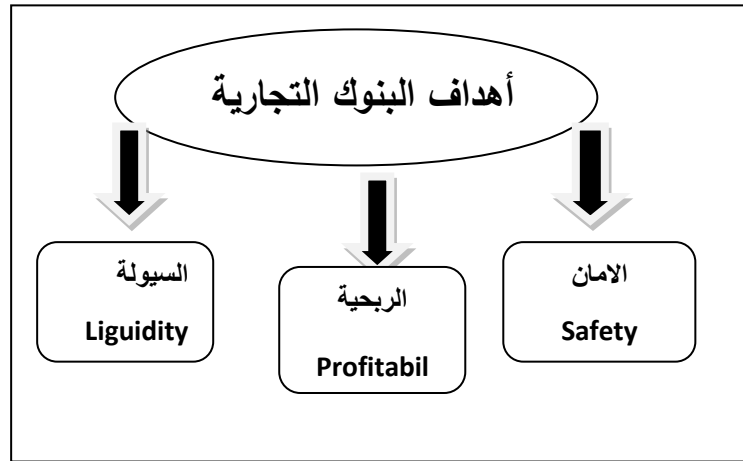 أهداف البنوك التجارية
الامان
Safety
الربحية
Profitabil
السيولة
Liguidity